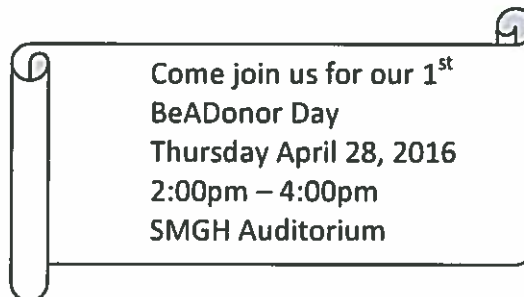 Come join us for our 1st
BeADonor Day
Thursday April 28, 2016
2:00pm – 4:00pm
SMGH Auditorium